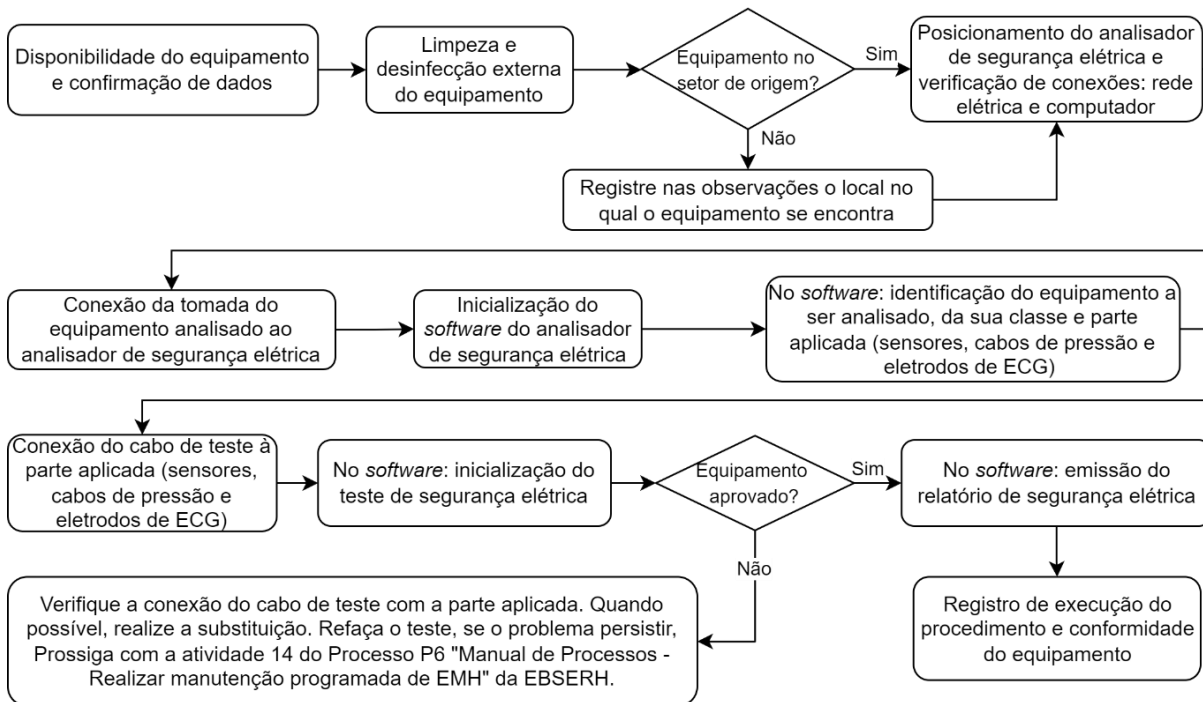 Disponibilidade do equipamento
e confirmação de dados
Limpeza e
desinfecção externa
do equipamento
Equipamento no
setor de origem?
Sim
Não
Posicionamento do analisador
de segurança elétrica e
verificação de conexões: rede
elétrica e computador
Registre nas observações o local no
qual o equipamento se encontra
Conexão da tomada do
equipamento analisado ao
analisador de segurança elétrica
Inicialização do
software do analisador
de segurança elétrica
No software: identificação do equipamento a
ser analisado, da sua classe e parte
aplicada (sensores, cabos de pressão e
eletrodos de ECG)
Conexão do cabo de teste à
parte aplicada (sensores,
cabos de pressão e
eletrodos de ECG)
No software: inicialização do
teste de segurança elétrica
Equipamento
aprovado?
Sim
Não
No software: emissão do
relatório de segurança elétrica
Verifique a conexão do cabo de teste com a parte aplicada. Quando
possível, realize a substituição. Refaça o teste, se o problema persistir,
Prossiga com a atividade 14 do Processo P6 "Manual de Processos -
Realizar manutenção programada de EMH" da EBSERH.
Registro de execução do
procedimento e conformidade
do equipamento